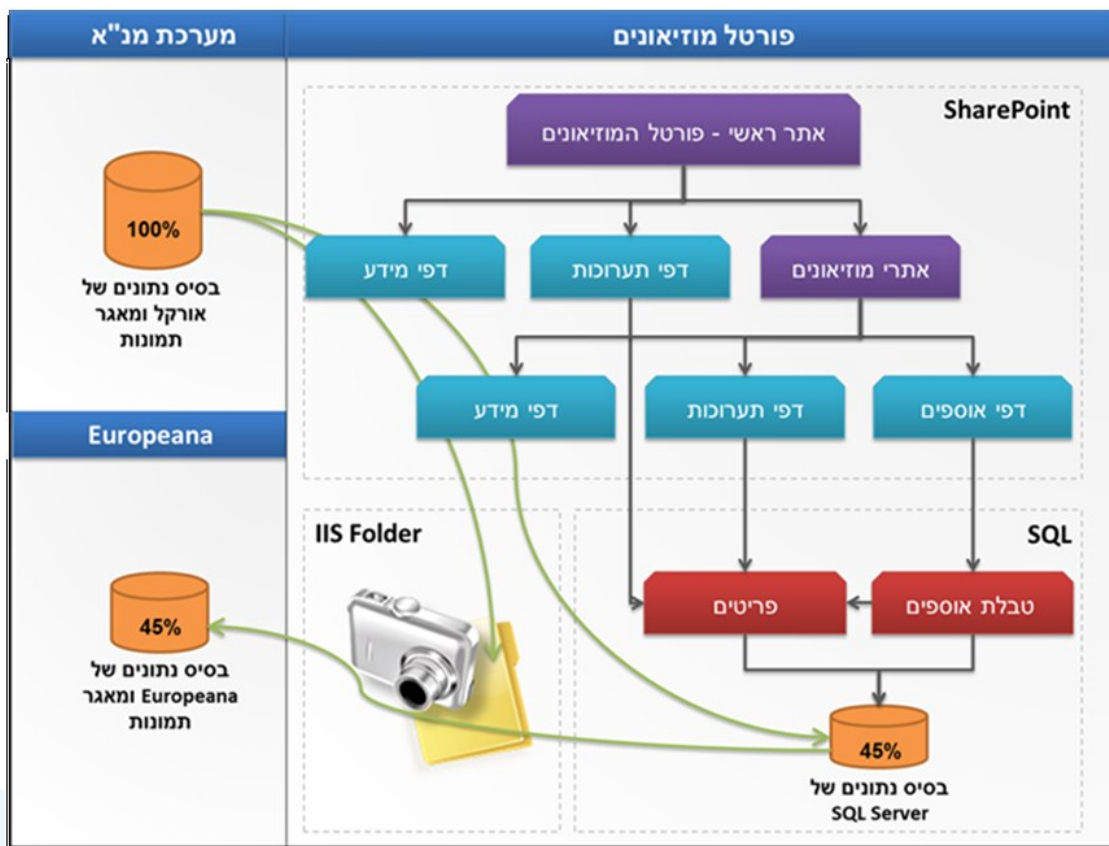 פורטל מוזיאונים
מערכת מנ"א
SharePoint
אתר ראשי - פורטל המוזיאונים
אתרי מוזיאונים
דפי תערוכות
דפי מידע
דפי אוספים
דפי תערוכות
דפי מידע
100%
בסיס נתונים של
אורקל ומאגר
תמונות
Europeana
45%
בסיס נתונים של
Europeana ומאגר
תמונות
SQL
טבלת אוספים
פריטים
45%
בסיס נתונים של
SQL Server
IIS Folder